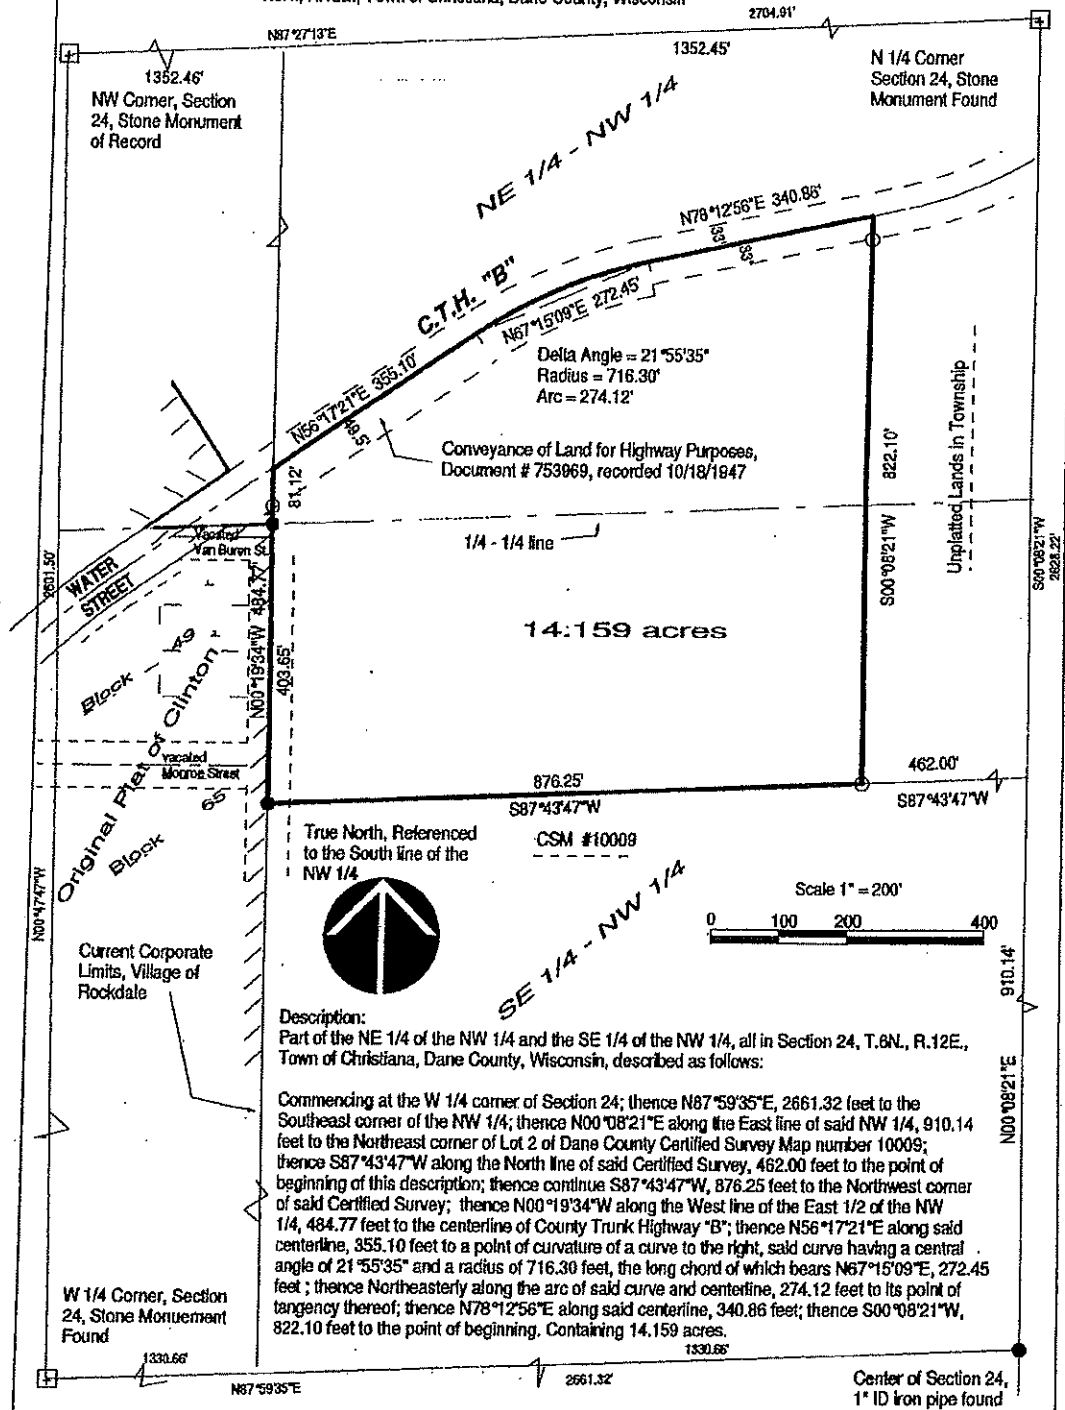 2704.91'
N87°27'13"E
1352.46'
1352.45'
NW Corner, Section
24, Stone Monument
of Record
N 1/4 Corner
Section 24, Stone
Monument Found
NE 1/4 - NW 1/4
N78°12'56"E 340.86'
33'
33'
C.T.H. "B"
N67°15'09"E 272.45'
N56°17'21"E 355.10'
49.5'
Delta Angle = 21°55'35"
Radius = 716.30'
Arc = 274.12'
Conveyance of Land for Highway Purposes,
Document # 753969, recorded 10/18/1947
81.12'
822.10'
S00°08'21"W
Unplatted Lands in Township
S00°08'21"W
2628.22'
1/4 - 1/4 line
Vacated
Van Buren St.
WATER
STREET
2601.50'
14.159 acres
N00°19'34"W 484.77'
403.65'
Block 49
1
2
Original Plat of Clinton
vacated
Monroe Street
Block 65
876.25'
S87°43'47"W
462.00'
S87°43'47"W
True North, Referenced
to the South line of the
NW 1/4
CSM #10009
Scale 1" = 200'
0 100 200 400
N00°47'47"W
SE 1/4 - NW 1/4
Current Corporate
Limits, Village of
Rockdale
910.14'
N00°08'21"E
Description:
Part of the NE 1/4 of the NW 1/4 and the SE 1/4 of the NW 1/4, all in Section 24, T.6N., R.12E.,
Town of Christiana, Dane County, Wisconsin, described as follows:
Commencing at the W 1/4 corner of Section 24; thence N87°59'35"E, 2661.32 feet to the
Southeast corner of the NW 1/4; thence N00°08'21"E along the East line of said NW 1/4, 910.14
feet to the Northeast corner of Lot 2 of Dane County Certified Survey Map number 10009;
thence S87°43'47"W along the North line of said Certified Survey, 462.00 feet to the point of
beginning of this description; thence continue S87°43'47"W, 876.25 feet to the Northwest corner
of said Certified Survey; thence N00°19'34"W along the West line of the East 1/2 of the NW
1/4, 484.77 feet to the centerline of County Trunk Highway "B"; thence N56°17'21"E along said
centerline, 355.10 feet to a point of curvature of a curve to the right, said curve having a central
angle of 21°55'35" and a radius of 716.30 feet, the long chord of which bears N67°15'09"E, 272.45
feet ; thence Northeasterly along the arc of said curve and centerline, 274.12 feet to its point of
tangency thereof; thence N78°12'56"E along said centerline, 340.86 feet; thence S00°08'21"W,
822.10 feet to the point of beginning. Containing 14.159 acres.
W 1/4 Corner, Section
24, Stone Monuement
Found
1330.66'
1330.66'
N87°59'35"E
2661.32'
Center of Section 24,
1" ID iron pipe found